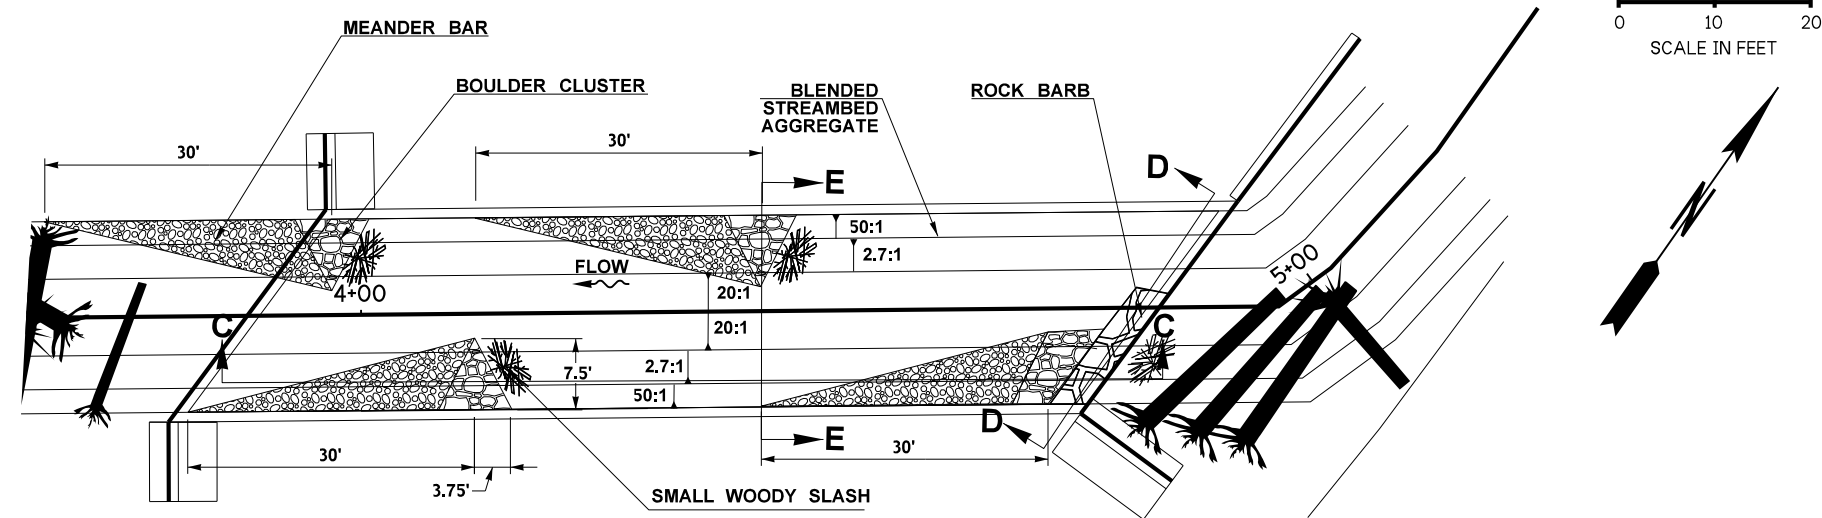 MEANDER BAR
BOULDER CLUSTER
BLENDED
STREAMBED
AGGREGATE
ROCK BARB
0 10 20
SCALE IN FEET
30'
30'
E
D
50:1
2.7:1
FLOW
20:1
4+00
5+00
N
C
20:1
C
2.7:1
7.5'
50:1
D
E
30'
30'
3.75'
SMALL WOODY SLASH